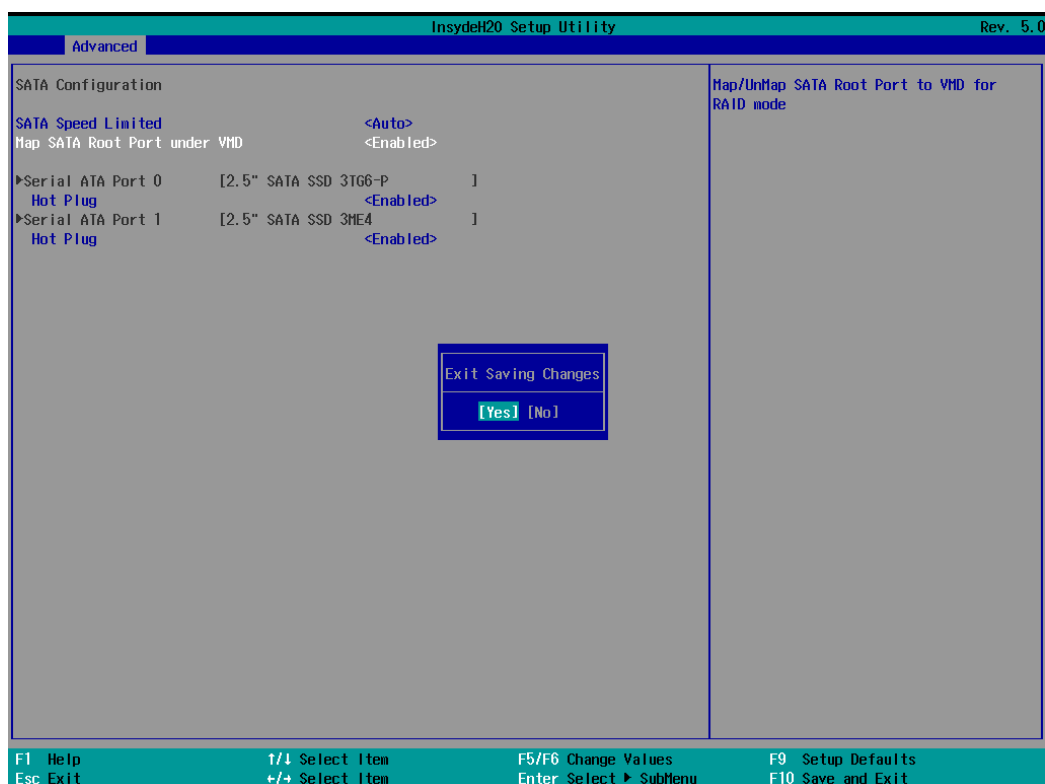 InsydeH20 Setup Utility Rev. 5.0
Advanced
SATA Configuration
SATA Speed Limited <Auto>
Map SATA Root Port under VMD <Enabled>
▶Serial ATA Port 0 [2.5" SATA SSD 3TG6-P ]
Hot Plug <Enabled>
▶Serial ATA Port 1 [2.5" SATA SSD 3ME4 ]
Hot Plug <Enabled>
Map/UnMap SATA Root Port to VMD for
RAID mode
Exit Saving Changes
[Yes] [No]
F1 Help ↑/↓ Select Item F5/F6 Change Values F9 Setup Defaults
Esc Exit ←/→ Select Item Enter Select ▶ SubMenu F10 Save and Exit